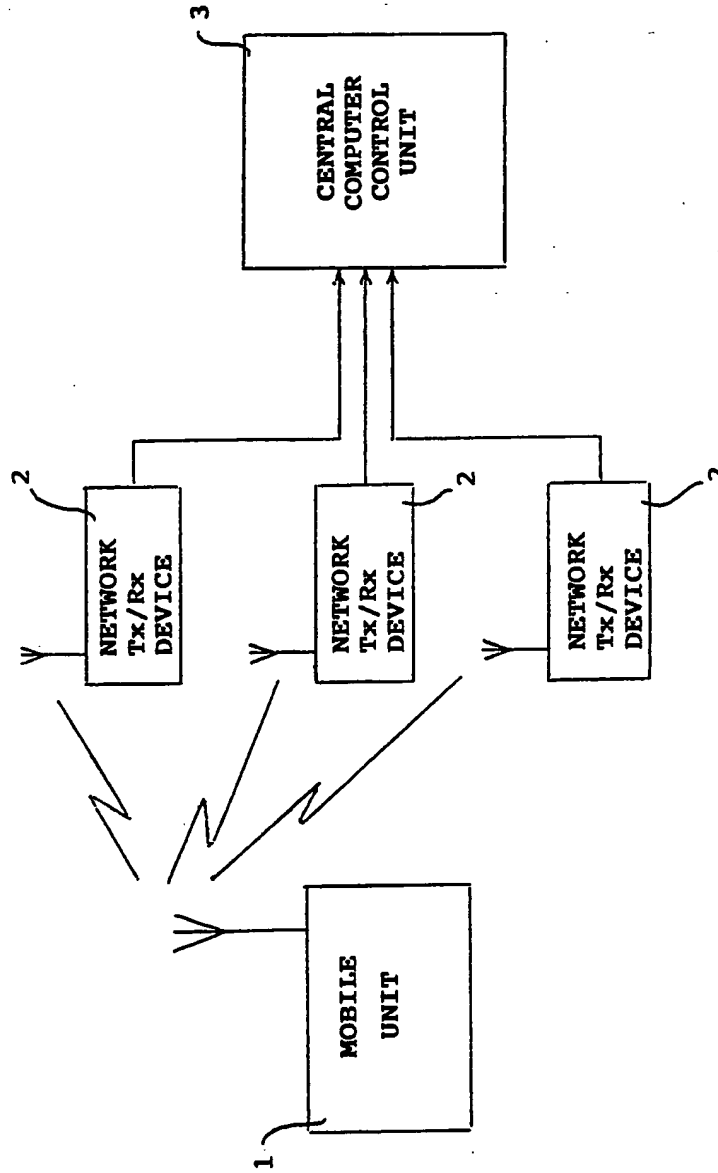 1
MOBILE
UNIT
2
NETWORK
Tx/Rx
DEVICE
2
NETWORK
Tx/Rx
DEVICE
2
NETWORK
Tx/Rx
DEVICE
3
CENTRAL
COMPUTER
CONTROL
UNIT